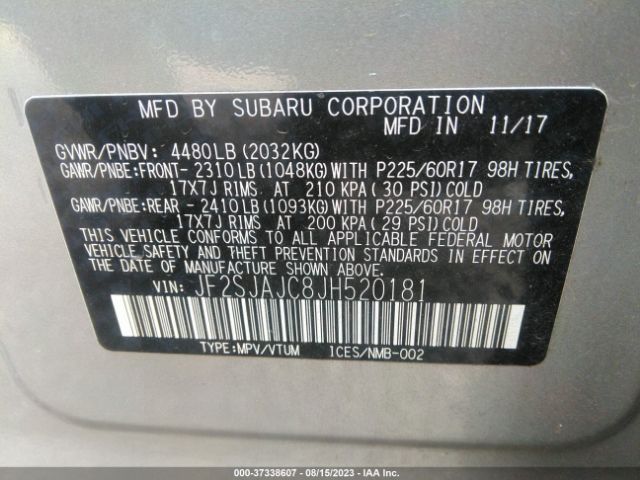 MFD BY SUBARU CORPORATION
MFD IN 11/17
GVWR/PNBV: 4480LB(2032KG)
GAWR/PNBE:FRONT- 2310LB(1048KG)WITH P225/60R17 98H TIRES,
17X7J RIMS AT 210 KPA( 30 PSI)COLD
GAWR/PNBE:REAR - 2410LB(1093KG)WITH P225/60R17 98H TIRES,
17X7J RIMS AT 200 KPA( 29 PSI)COLD
THIS VEHICLE CONFORMS TO ALL APPLICABLE FEDERAL MOTOR
VEHICLE SAFETY AND THEFT PREVENTION STANDARDS IN EFFECT ON
THE DATE OF MANUFACTURE SHOWN ABOVE.
VIN: JF2SJAJC8JH520181
TYPE:MPV/VTUM ICES/NMB-002
000-37338607 - 08/15/2023 - IAA Inc.